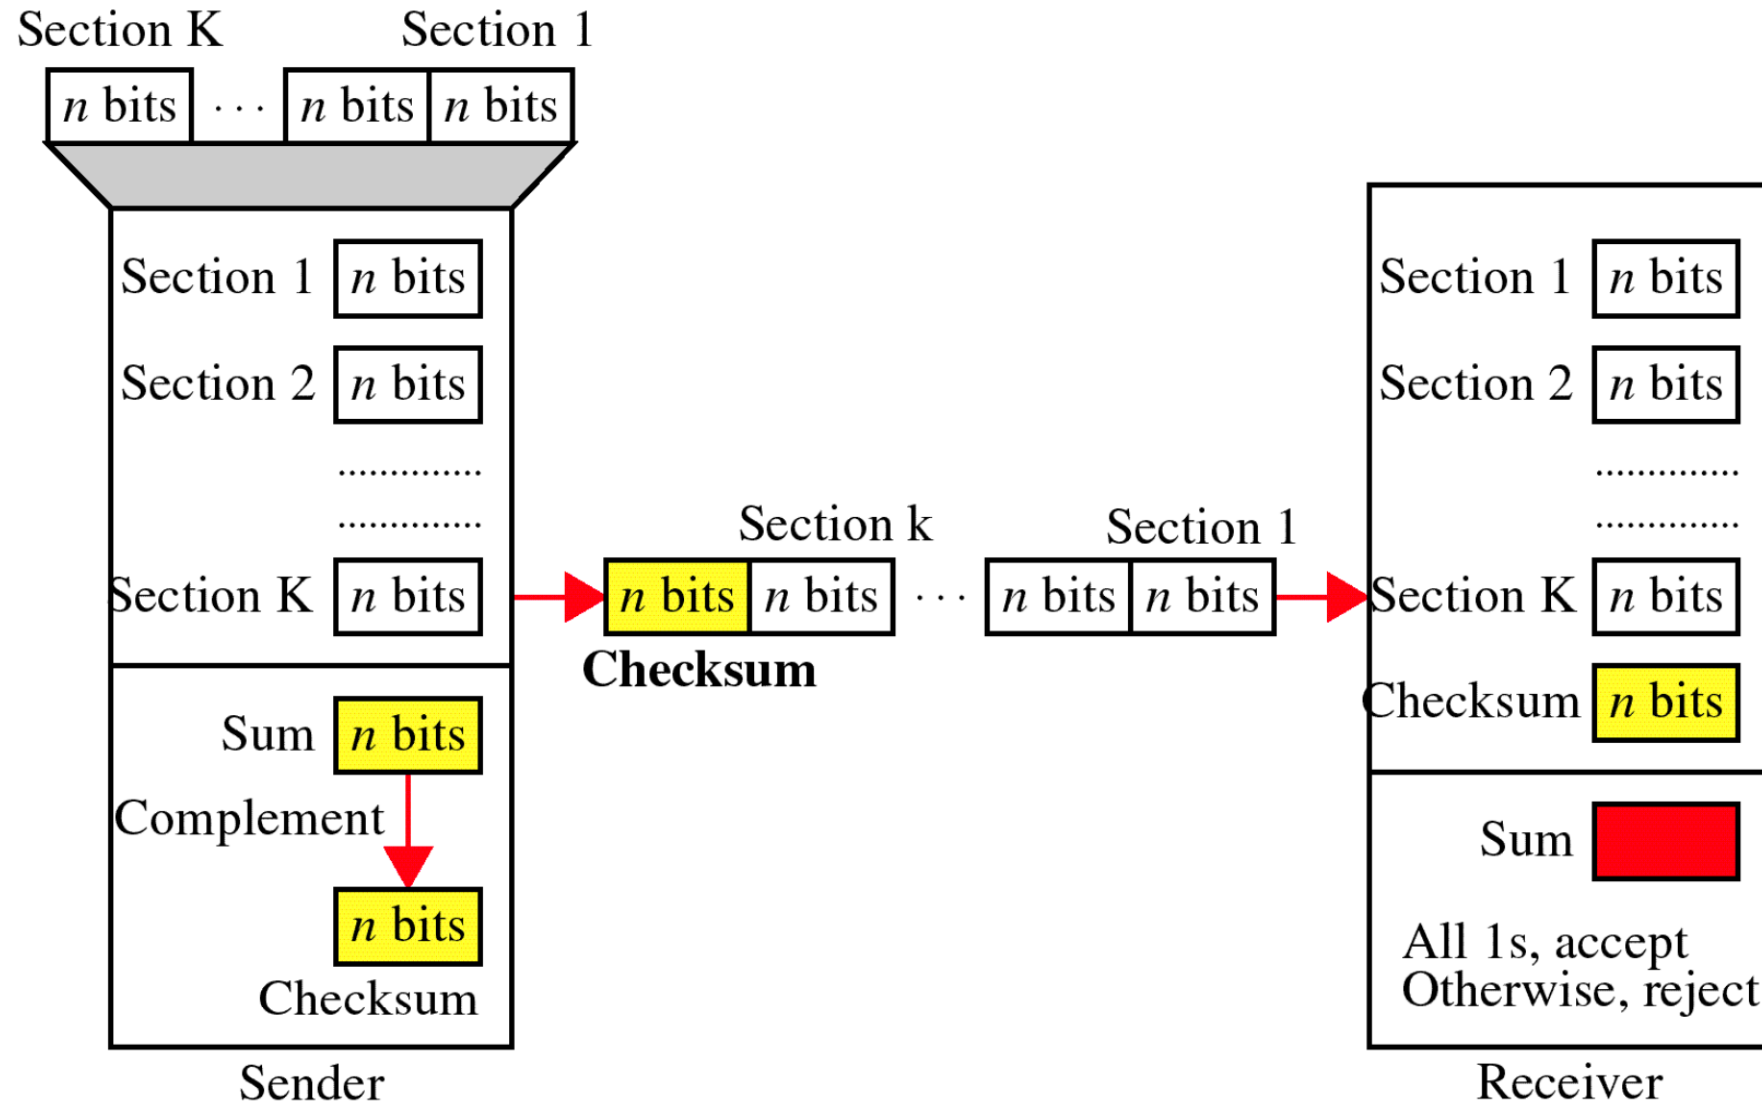 Section K Section 1
n bits ... n bits n bits
Section 1 n bits
Section 2 n bits
..............
..............
Section K n bits
Sum n bits
Complement
n bits
Checksum
Sender
Section k Section 1
n bits n bits ... n bits n bits
Checksum
Section 1 n bits
Section 2 n bits
..............
..............
Section K n bits
Checksum n bits
Sum
All 1s, accept
Otherwise, reject
Receiver